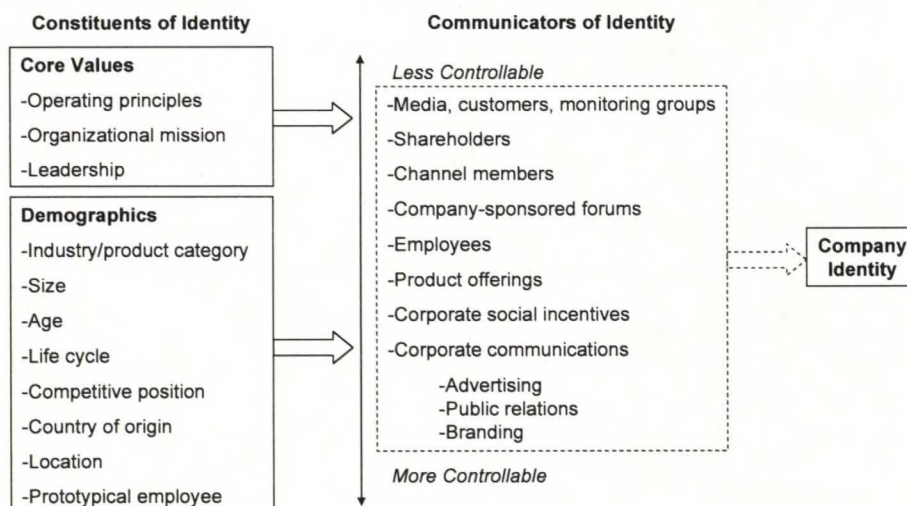 Constituents of Identity
Core Values
-Operating principles
-Organizational mission
-Leadership
Demographics
-Industry/product category
-Size
-Age
-Life cycle
-Competitive position
-Country of origin
-Location
-Prototypical employee
Communicators of Identity
Less Controllable
-Media, customers, monitoring groups
-Shareholders
-Channel members
-Company-sponsored forums
-Employees
-Product offerings
-Corporate social incentives
-Corporate communications
-Advertising
-Public relations
-Branding
More Controllable
Company
Identity